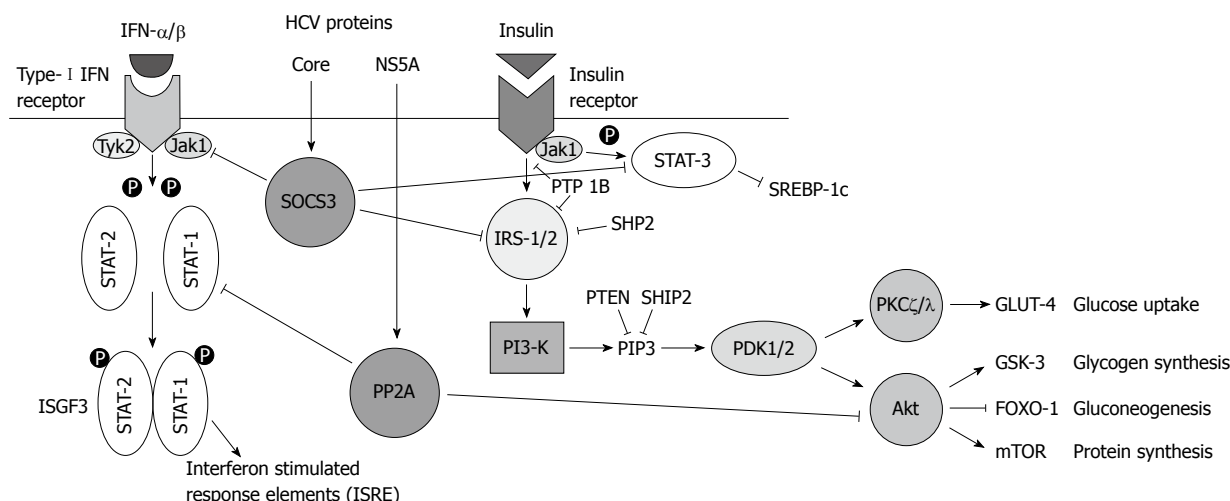 IFN-α/β
HCV proteins
Insulin
Type-Ⅰ IFN
receptor
Core
NS5A
Insulin
receptor
Tyk2
Jak1
Jak1
P
STAT-3
SREBP-1c
P
P
SOCS3
PTP 1B
IRS-1/2
SHP2
STAT-2
STAT-1
PTEN
SHIP2
PKCζ/λ
GLUT-4
Glucose uptake
PI3-K
PIP3
PDK1/2
P
P
GSK-3
Glycogen synthesis
ISGF3
STAT-2
STAT-1
PP2A
Akt
FOXO-1
Gluconeogenesis
mTOR
Protein synthesis
Interferon stimulated
response elements (ISRE)